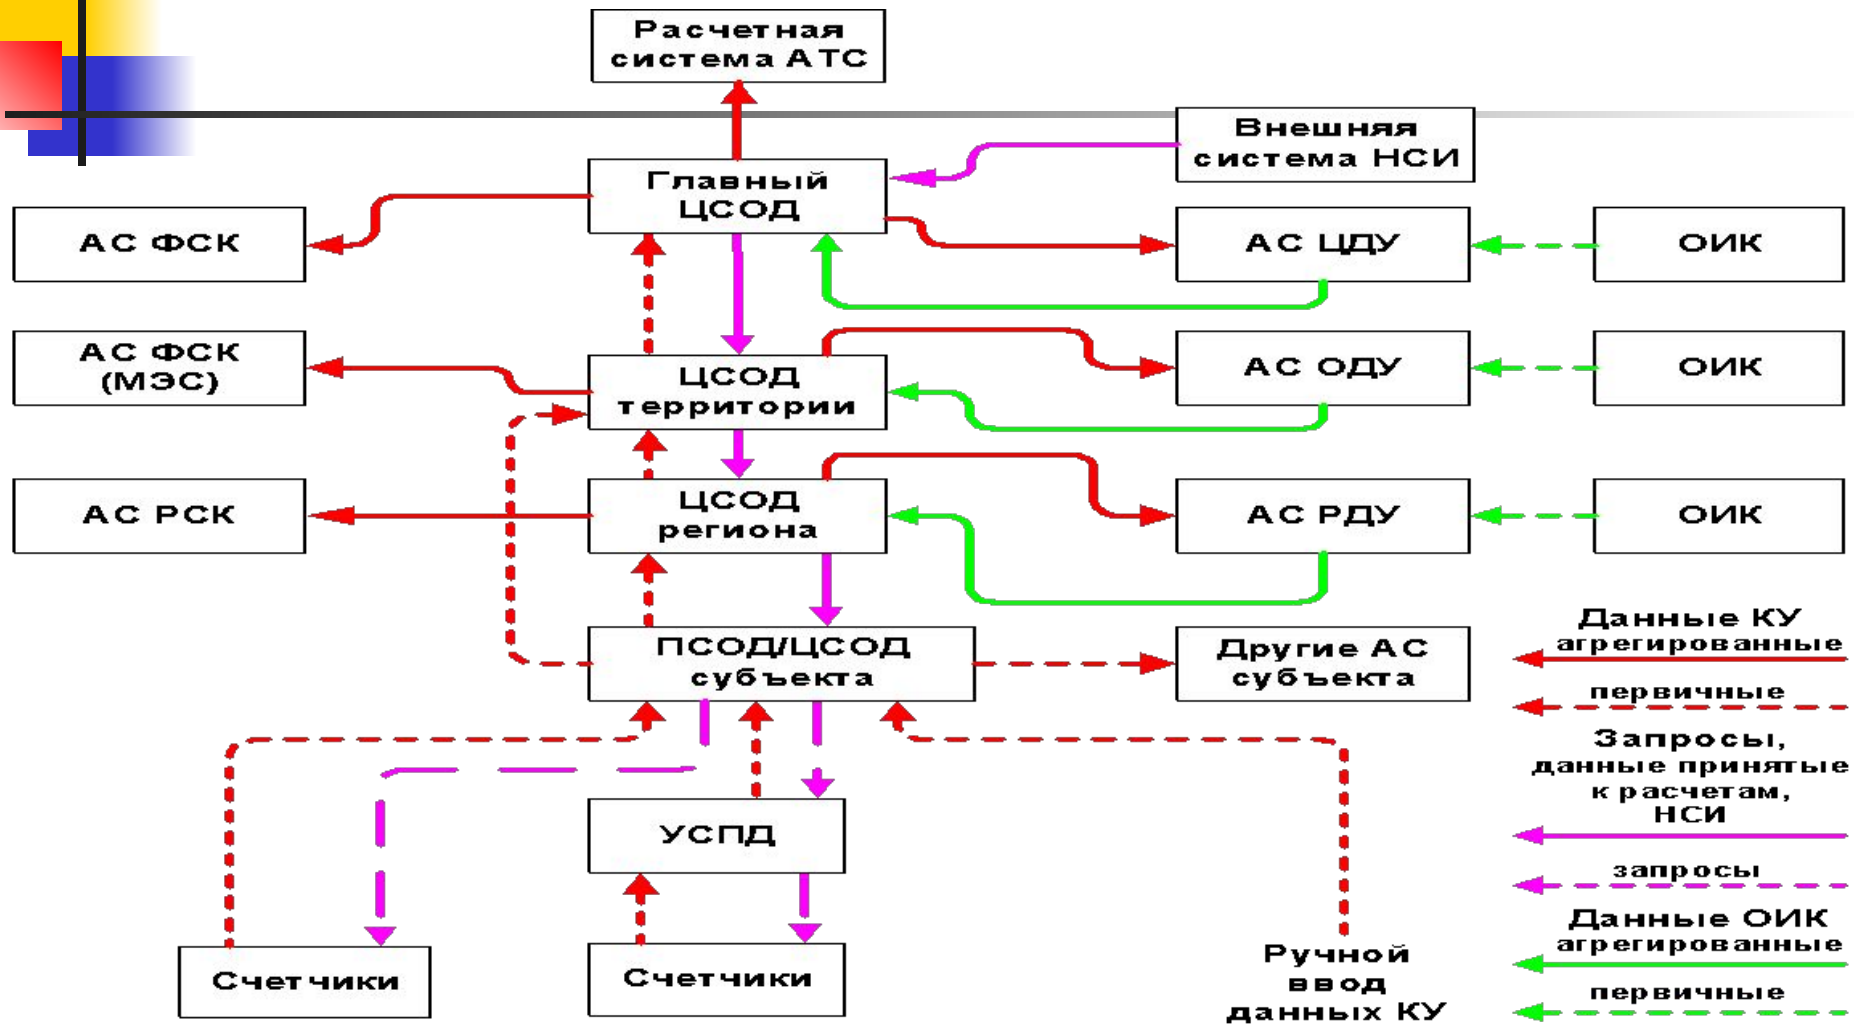 Расчетная
система АТС
Внешняя
система НСИ
Главный
ЦСОД
АС ФСК
АС ЦДУ
ОИК
АС ФСК
(МЭС)
ЦСОД
территории
АС ОДУ
ОИК
АС РСК
ЦСОД
региона
АС РДУ
ОИК
ПСОД/ЦСОД
субъекта
Другие АС
субъекта
УСПД
Счетчики
Счетчики
Ручной
ввод
данных КУ
Данные КУ
агрегированные
первичные
Запросы,
данные принятые
к расчетам,
НСИ
запросы
Данные ОИК
агрегированные
первичные